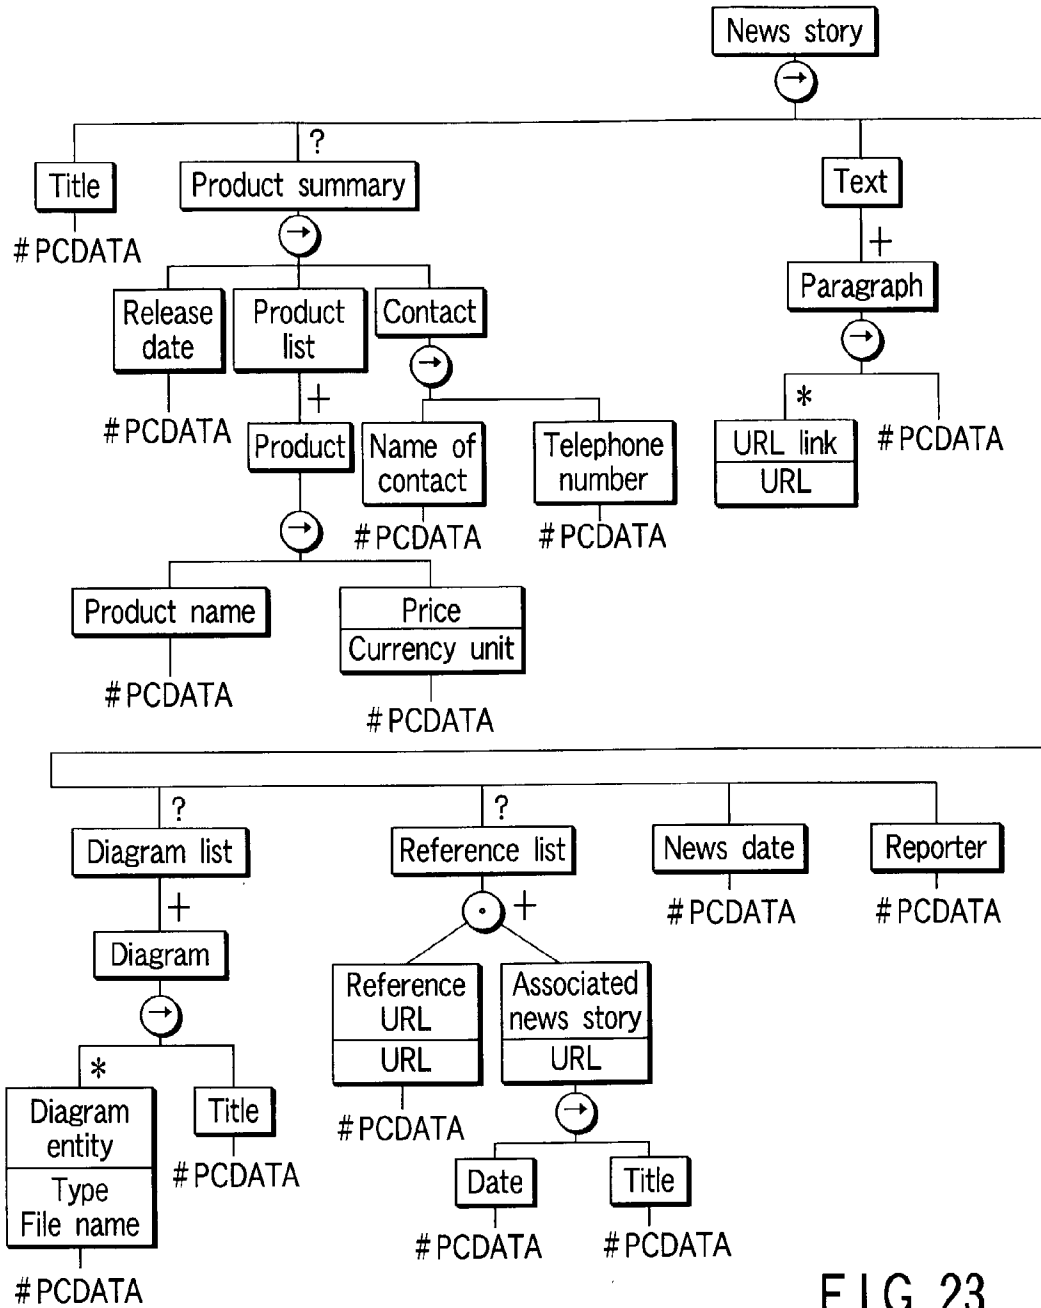 News story
?
Title
Product summary
Text
#PCDATA
+
Release
date
Product
list
Contact
Paragraph
+
*
#PCDATA
Product
Name of
contact
Telephone
number
URL link
URL
#PCDATA
#PCDATA
#PCDATA
Product name
Price
Currency unit
#PCDATA
#PCDATA
?
?
Diagram list
Reference list
News date
Reporter
+
+
#PCDATA
#PCDATA
Diagram
Reference
URL
URL
Associated
news story
URL
*
Diagram
entity
Type
File name
Title
#PCDATA
#PCDATA
Date
Title
#PCDATA
#PCDATA
#PCDATA
FIG. 23